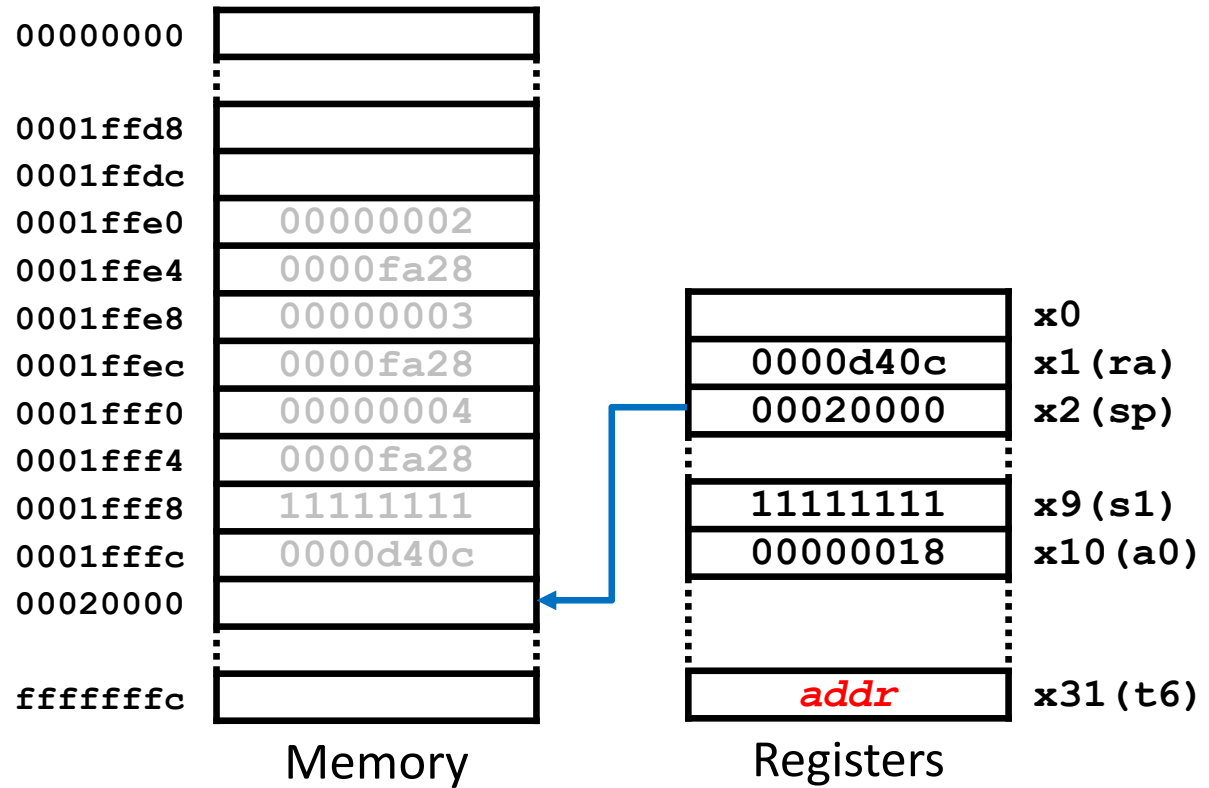 00000000
0001ffd8
0001ffdc
0001ffe0 00000002
0001ffe4 0000fa28
0001ffe8 00000003 x0
0001ffec 0000fa28 0000d40c x1(ra)
0001fff0 00000004 00020000 x2(sp)
0001fff4 0000fa28
0001fff8 11111111 11111111 x9(s1)
0001fffc 0000d40c 00000018 x10(a0)
00020000
fffffffc addr x31(t6)
Memory Registers